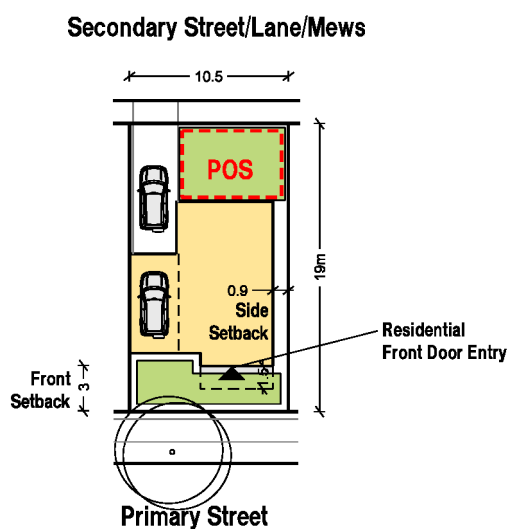 Secondary Street/Lane/Mews
10.5
POS
19m
0.9
Side
Setback
Residential
Front Door Entry
Front
Setback
3
1.5
Primary Street